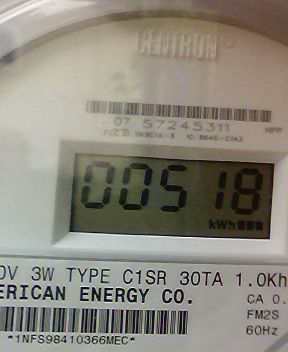 CENTRON
07 57245311
00518
kWh
0V 3W TYPE C1SR 30TA 1.0Kh
ERICAN ENERGY CO.
CA 0.
FM2S
60Hz
*1NFS98410366MEC*